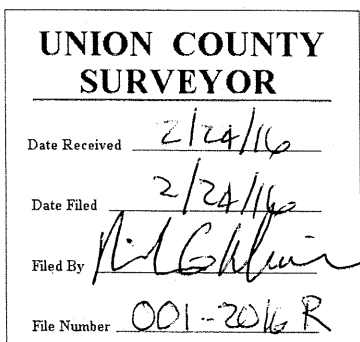 UNION COUNTY
SURVEYOR
Date Received 2/24/16
Date Filed 2/24/16
Filed By
File Number 001-2016 R